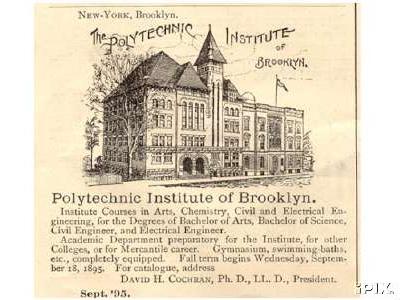 New-York, Brooklyn.
The Polytechnic Institute
of
Brooklyn.
Polytechnic Institute of Brooklyn.
Institute Courses in Arts, Chemistry, Civil and Electrical En-
gineering, for the Degrees of Bachelor of Arts, Bachelor of Science,
Civil Engineer, and Electrical Engineer.
Academic Department preparatory for the Institute, for other
Colleges, or for Mercantile career. Gymnasium, swimming-baths,
etc., completely equipped. Fall term begins Wednesday, Septem-
ber 18, 1895. For catalogue, address
David H. Cochran, Ph. D., LL. D., President.
Sept. '95.